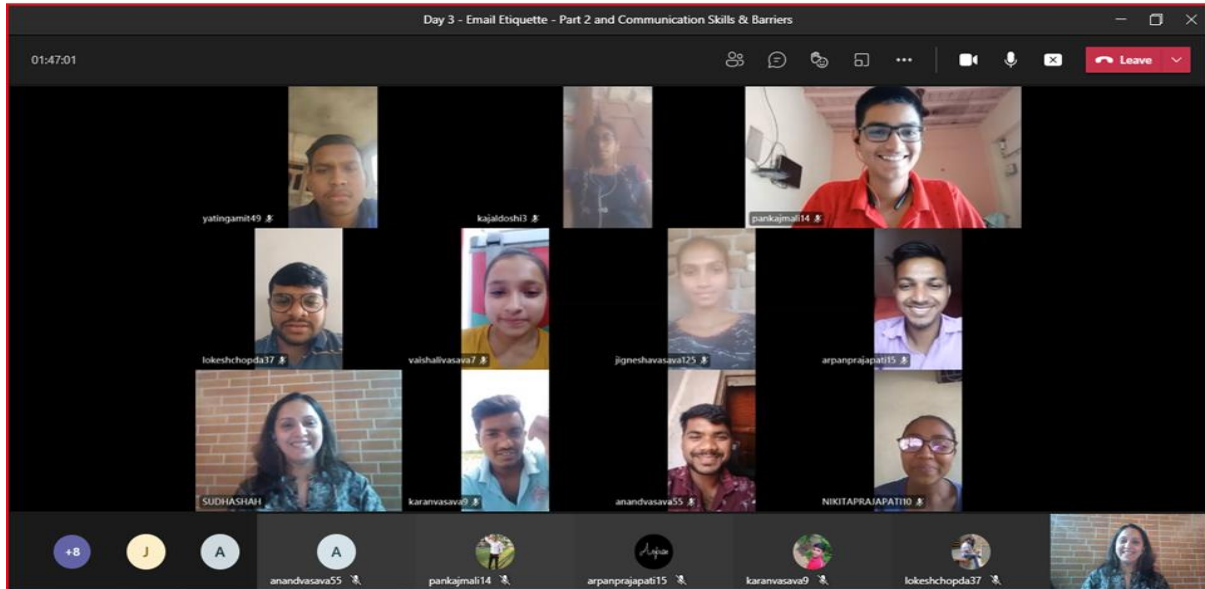 Day 3 - Email Etiquette - Part 2 and Communication Skills & Barriers
01:47:01
Leave
yatingamit49
kajaldoshi3
pankajmali14
lokeshchopda37
vaishalivasava7
jigneshavasava125
arpanprajapati15
SUDHASHAH
karanvasava9
anandvasava55
NIKITAPRAJAPATI10
+8
J
A
A
anandvasava55
pankajmali14
arpanprajapati15
karanvasava9
lokeshchopda37